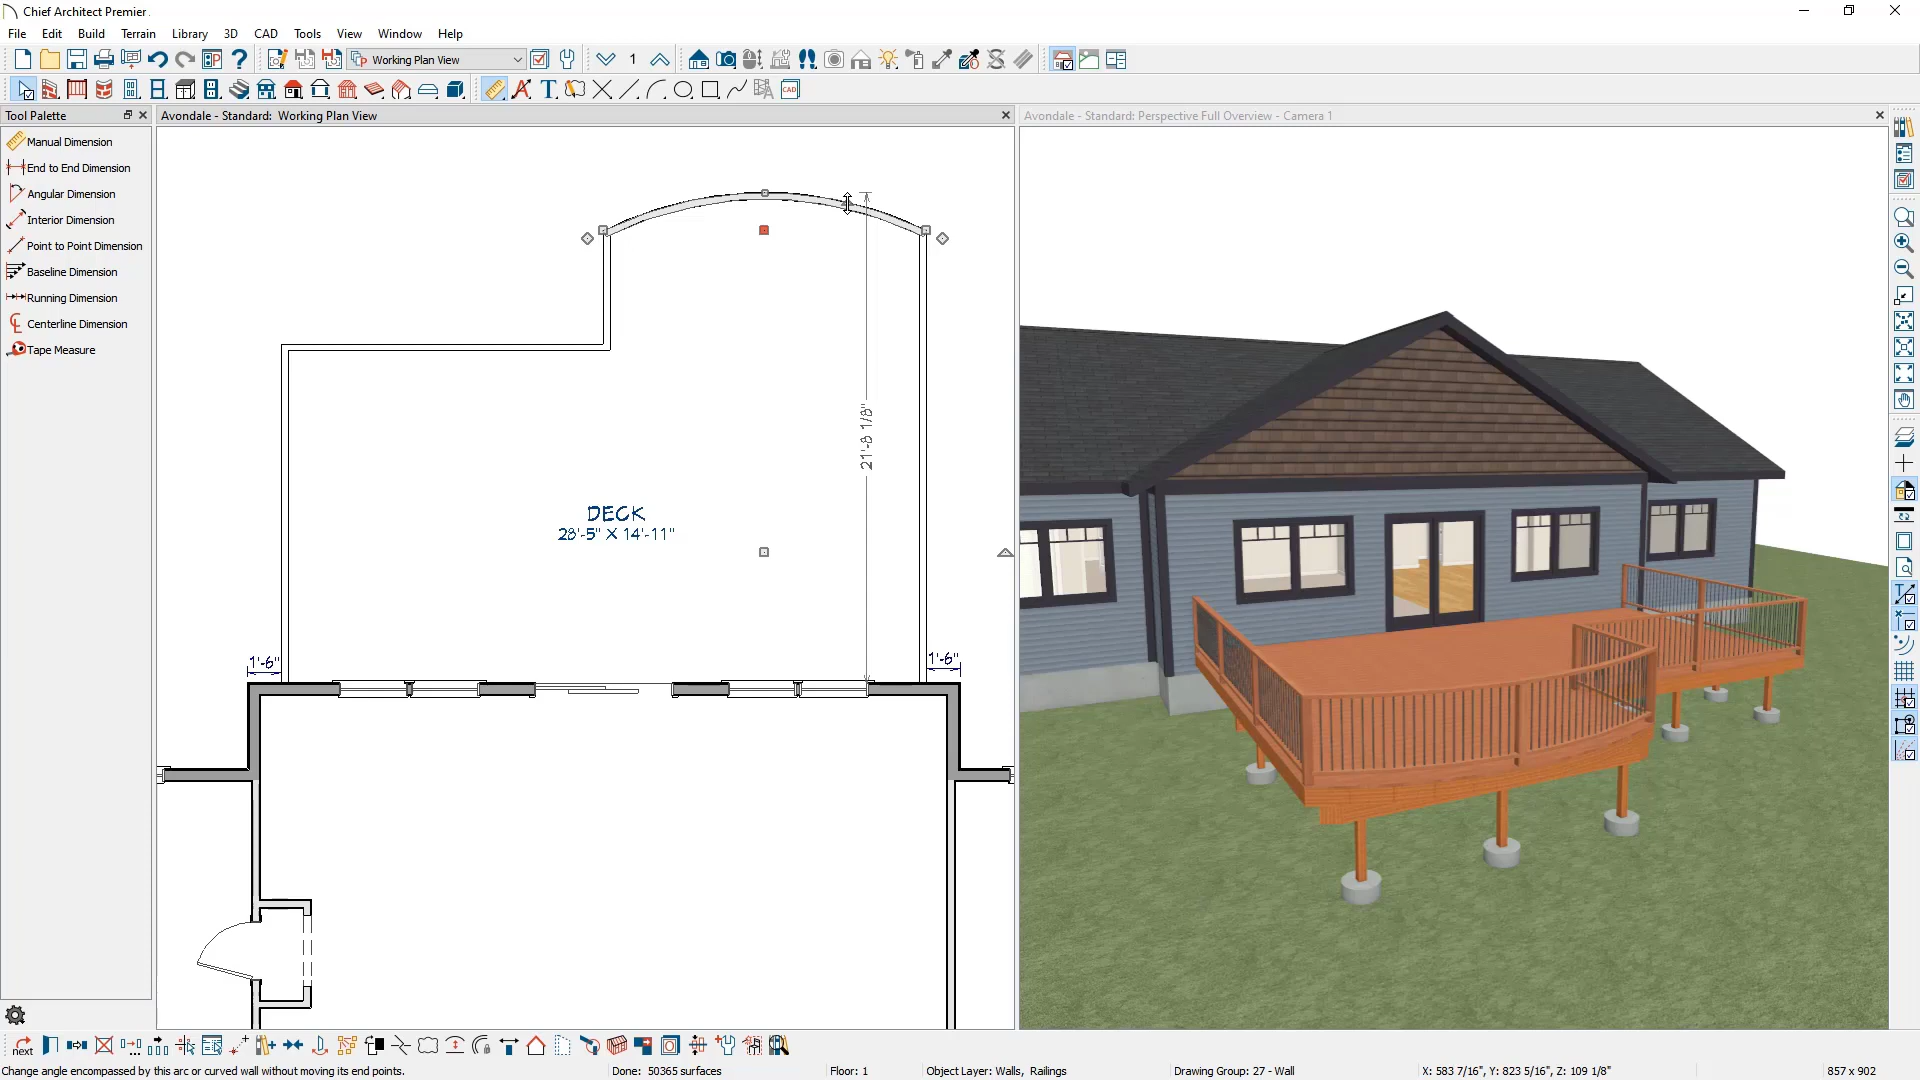 Chief Architect Premier
File Edit Build Terrain Library 3D CAD Tools View Window Help
Working Plan View 1
CAD
Tool Palette
Avondale - Standard: Working Plan View
Avondale - Standard: Perspective Full Overview - Camera 1
Manual Dimension
End to End Dimension
Angular Dimension
Interior Dimension
Point to Point Dimension
Baseline Dimension
Running Dimension
Centerline Dimension
Tape Measure
21'-8 1/8"
DECK
28'-5" X 14'-11"
1'-6"
1'-6"
next
Change angle encompassed by this arc or curved wall without moving its end points.
Done: 50365 surfaces
Floor: 1
Object Layer: Walls, Railings
Drawing Group: 27 - Wall
X: 583 7/16", Y: 823 5/16", Z: 109 1/8"
857 x 902